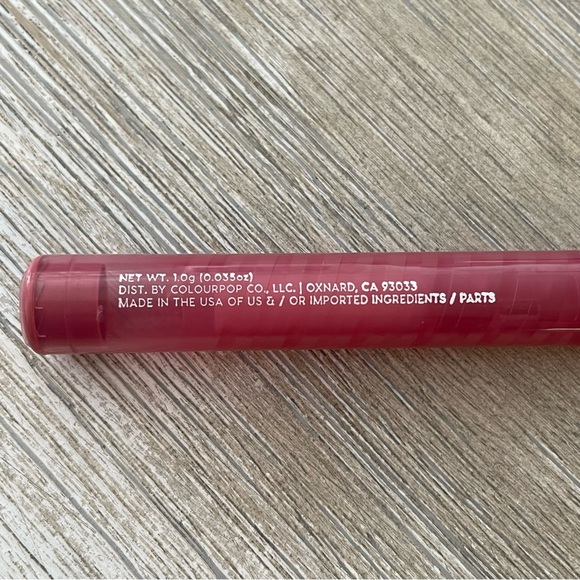 NET WT. 1.0g (0.035oz)
DIST. BY COLOURPOP CO., LLC. | OXNARD, CA 93033
MADE IN THE USA OF US & / OR IMPORTED INGREDIENTS / PARTS